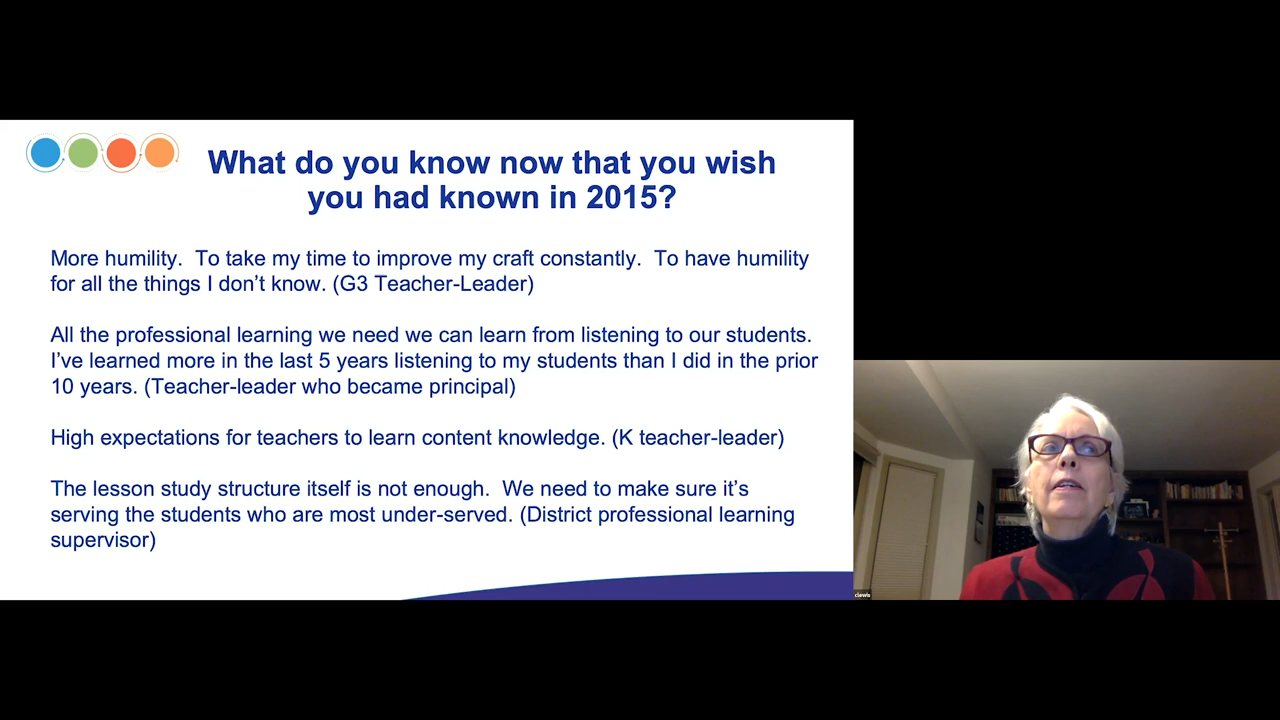 What do you know now that you wish
you had known in 2015?
More humility.  To take my time to improve my craft constantly.  To have humility
for all the things I don’t know. (G3 Teacher-Leader)
All the professional learning we need we can learn from listening to our students.
I’ve learned more in the last 5 years listening to my students than I did in the prior
10 years. (Teacher-leader who became principal)
High expectations for teachers to learn content knowledge. (K teacher-leader)
The lesson study structure itself is not enough.  We need to make sure it’s
serving the students who are most under-served. (District professional learning
supervisor)
clewis